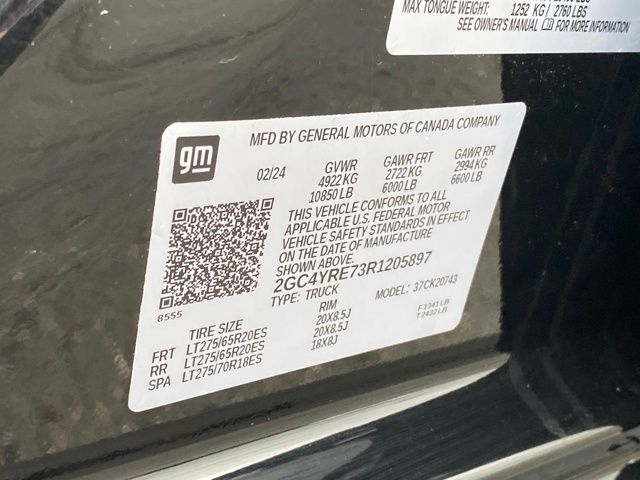 MAX TONGUE WEIGHT: 1252 KG / 2760 LBS
SEE OWNER'S MANUAL FOR MORE INFORMATION
gm
MFD BY GENERAL MOTORS OF CANADA COMPANY
02/24 GVWR GAWR FRT GAWR RR
4922 KG 2722 KG 2994 KG
10850 LB 6000 LB 6600 LB
THIS VEHICLE CONFORMS TO ALL
APPLICABLE U.S. FEDERAL MOTOR
VEHICLE SAFETY STANDARDS IN EFFECT
ON THE DATE OF MANUFACTURE
SHOWN ABOVE.
2GC4YRE73R1205897
TYPE: TRUCK MODEL: 37CK20743
8555
TIRE SIZE RIM F1341LB
FRT LT275/65R20ES 20X8.5J T2432LB
RR LT275/65R20ES 20X8.5J
SPA LT275/70R18ES 18X8J